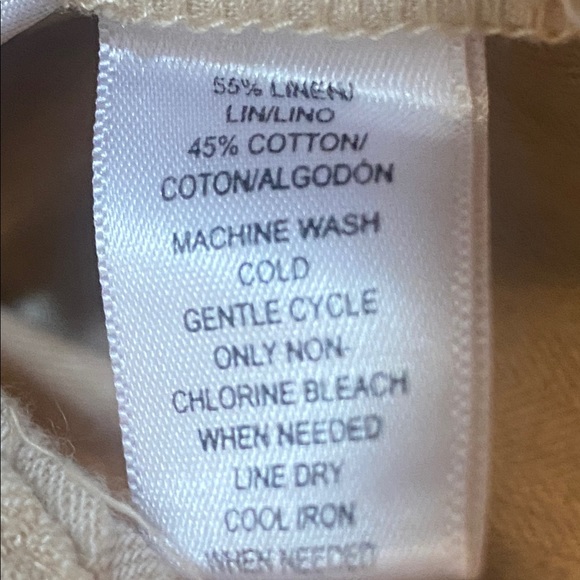 55% LINEN/
LIN/LINO
45% COTTON/
COTON/ALGODÓN
MACHINE WASH
COLD
GENTLE CYCLE
ONLY NON-
CHLORINE BLEACH
WHEN NEEDED
LINE DRY
COOL IRON
WHEN NEEDED